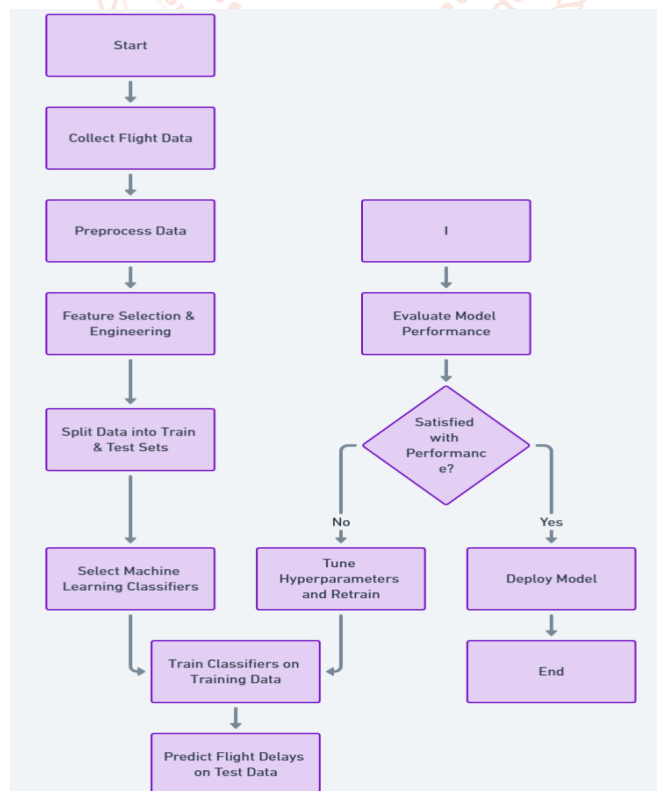 Start
Collect Flight Data
Preprocess Data
Feature Selection &
Engineering
Split Data into Train
& Test Sets
Select Machine
Learning Classifiers
I
Evaluate Model
Performance
Satisfied
with
Performanc
e?
No
Yes
Tune
Hyperparameters
and Retrain
Deploy Model
End
Train Classifiers on
Training Data
Predict Flight Delays
on Test Data